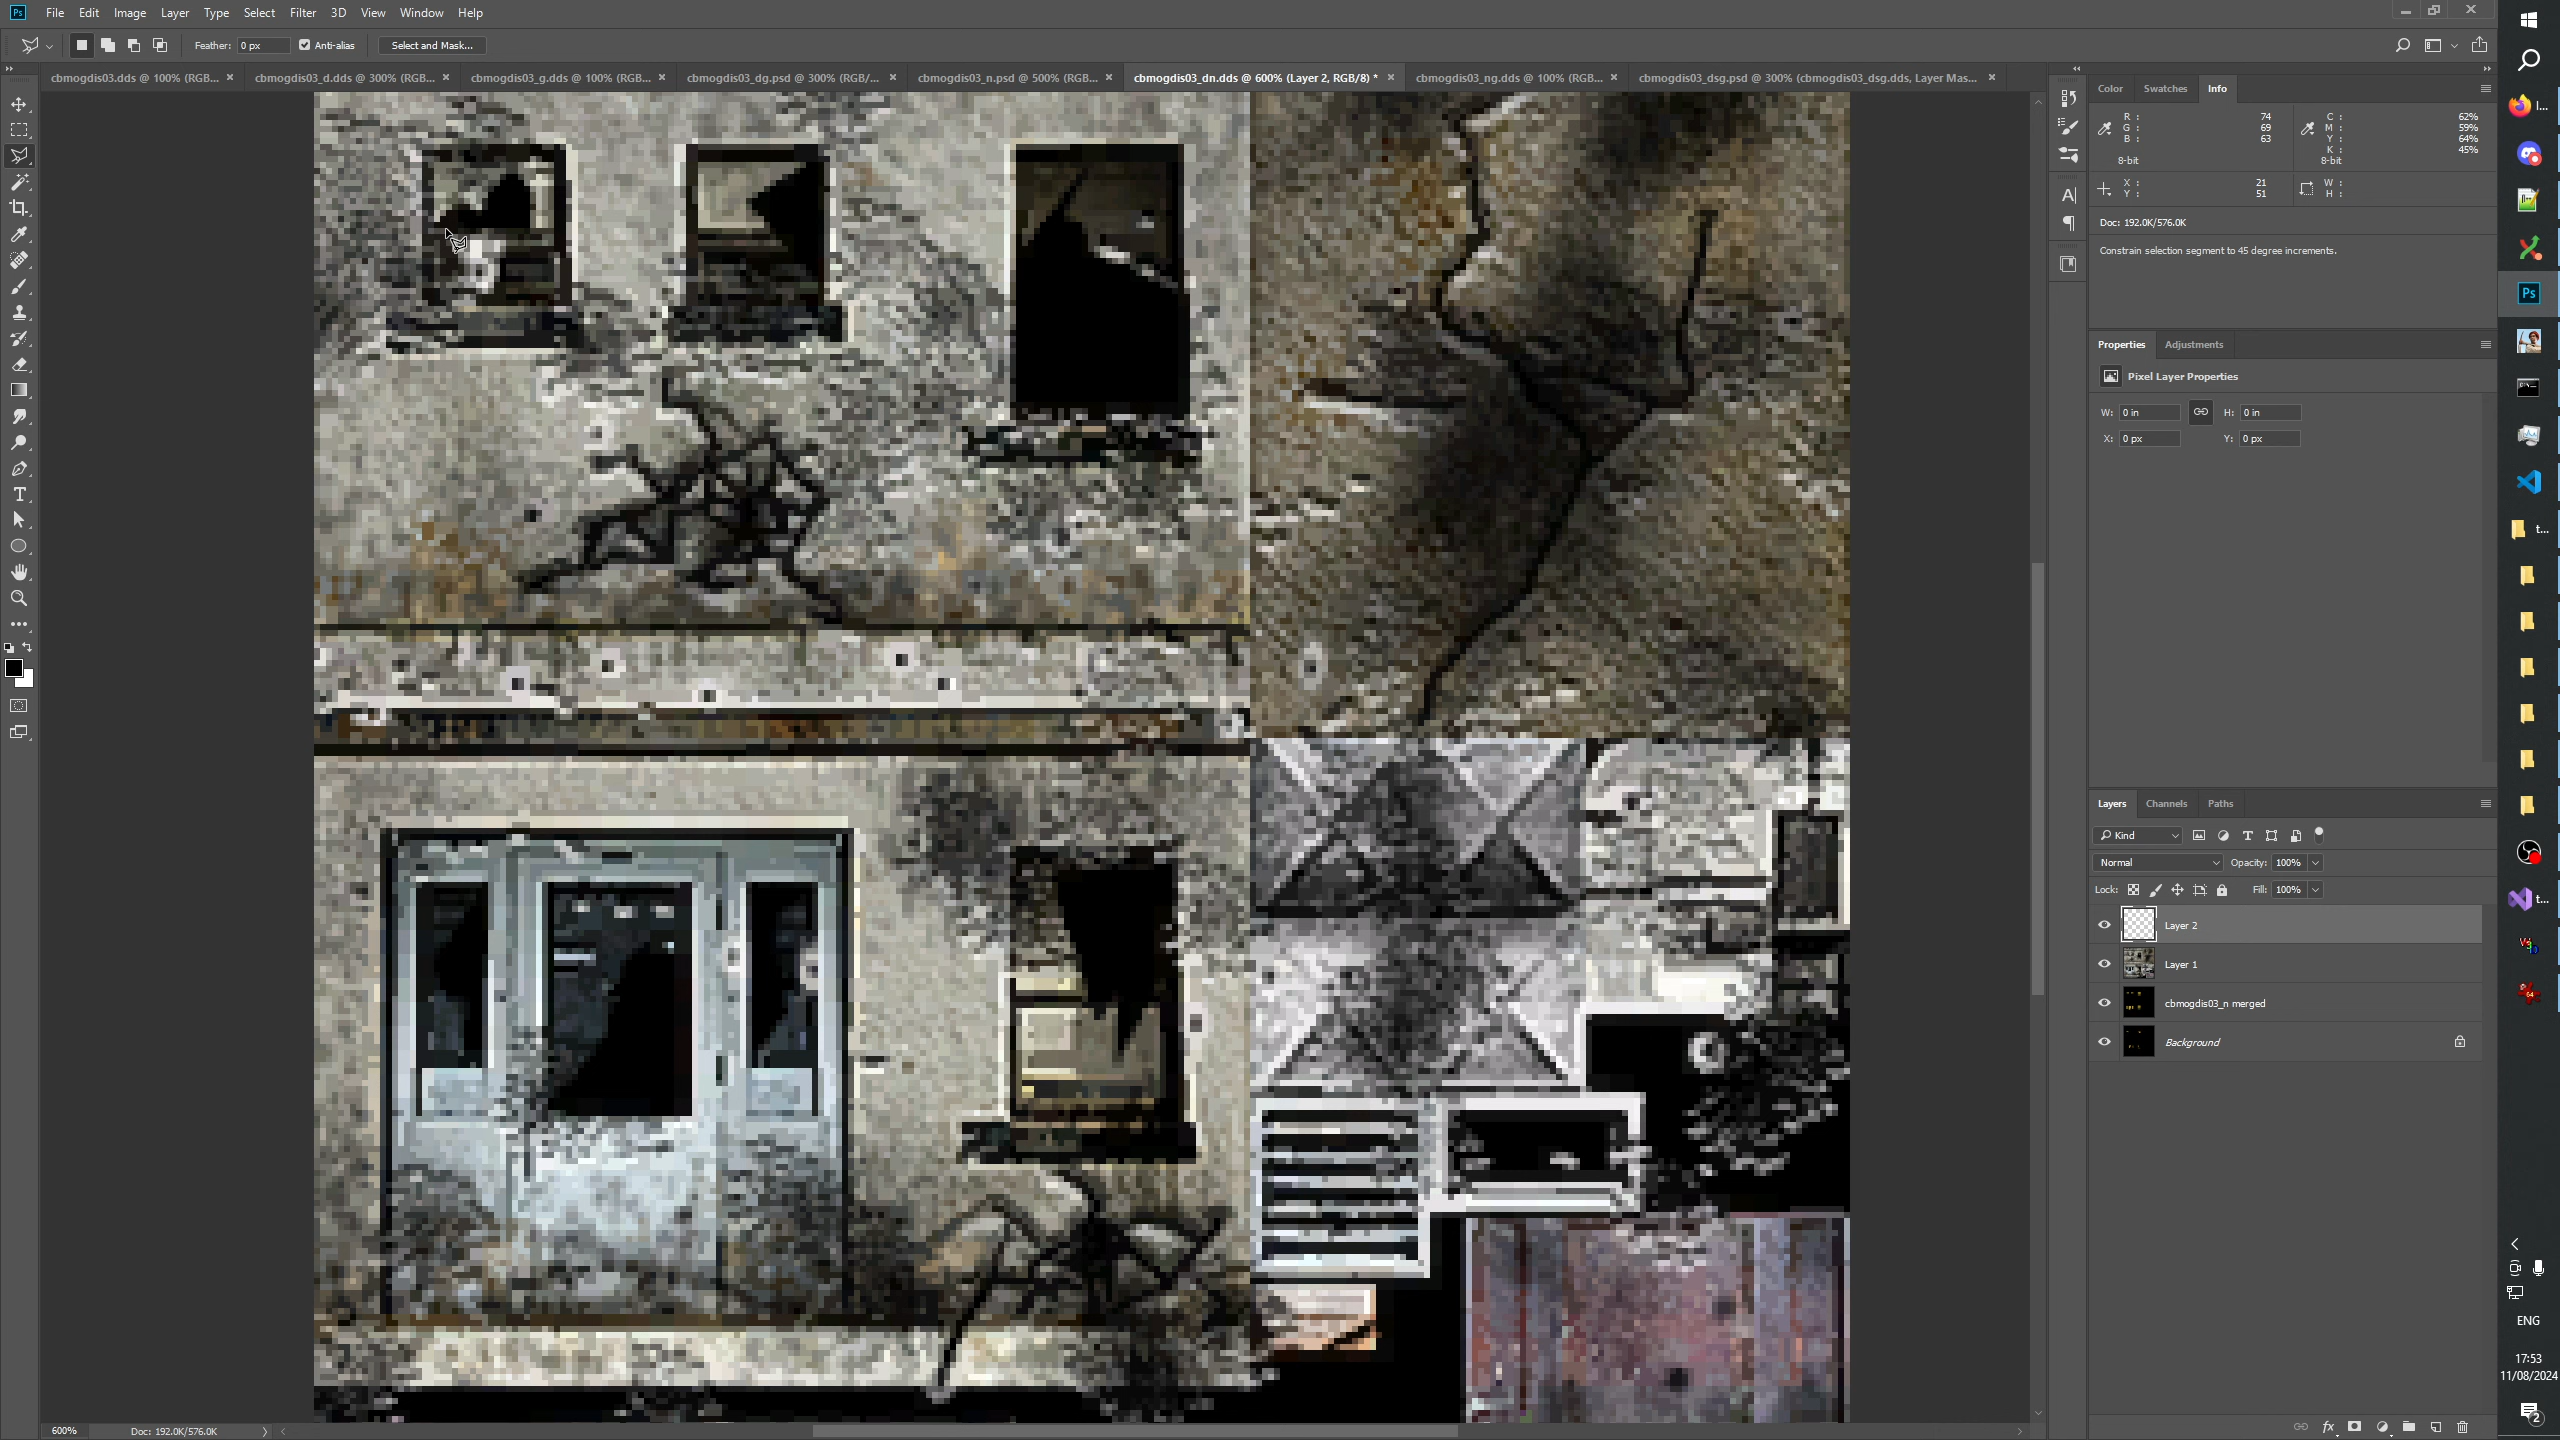 Ps File Edit Image Layer Type Select Filter 3D View Window Help
Feather: 0 px Anti-alias Select and Mask...
cbmogdis03.dds @ 100% (RGB... × cbmogdis03_d.dds @ 300% (RGB... × cbmogdis03_g.dds @ 100% (RGB... × cbmogdis03_dg.psd @ 300% (RGB/... × cbmogdis03_n.psd @ 500% (RGB... × cbmogdis03_dn.dds @ 600% (Layer 2, RGB/8) * × cbmogdis03_ng.dds @ 100% (RGB... × cbmogdis03_dsg.psd @ 300% (cbmogdis03_dsg.dds, Layer Mas... ×
Color Swatches Info
R : 74 C : 62%
G : 69 M : 59%
B : 63 Y : 64%
K : 45%
8-bit 8-bit
X : 21 W :
Y : 51 H :
Doc: 192.0K/576.0K
Constrain selection segment to 45 degree increments.
Properties Adjustments
Pixel Layer Properties
W: 0 in H: 0 in
X: 0 px Y: 0 px
Layers Channels Paths
Kind
Normal Opacity: 100%
Lock: Fill: 100%
Layer 2
Layer 1
cbmogdis03_n merged
Background
600% Doc: 192.0K/576.0K
I...
Ps
t...
t...
ENG
17:53
11/08/2024
2